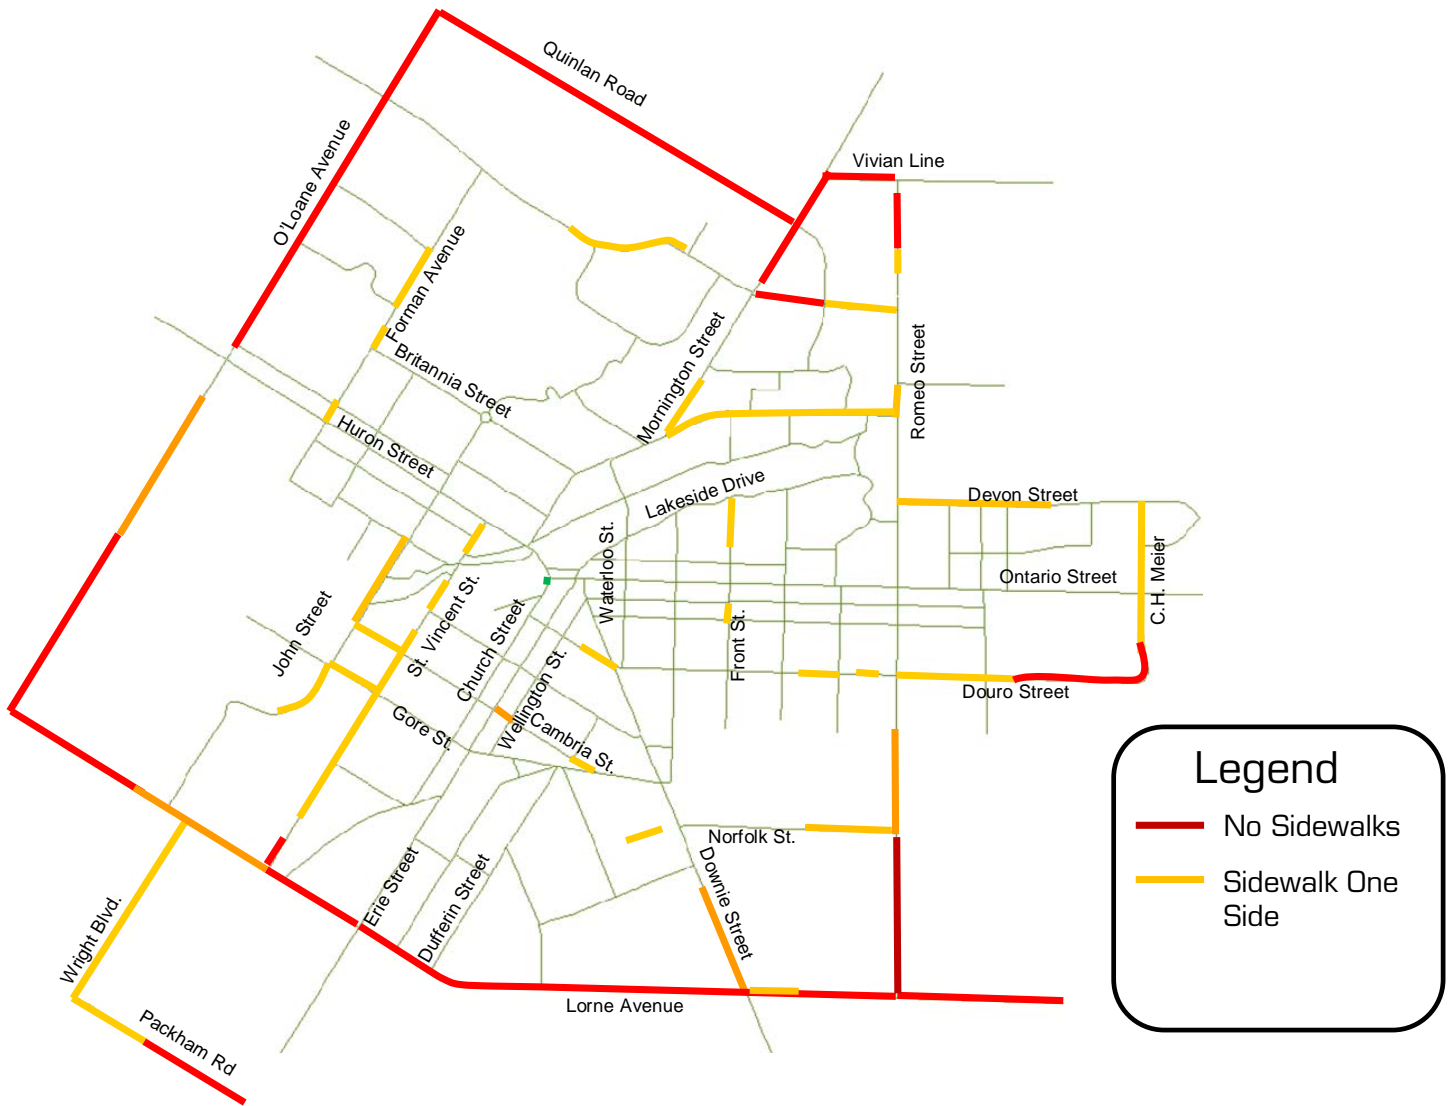 Quinlan Road
Vivian Line
O'Loane Avenue
Forman Avenue
Britannia Street
Mornington Street
Romeo Street
Huron Street
Lakeside Drive
Devon Street
Waterloo St.
Ontario Street
C.H. Meier
St. Vincent St.
John Street
Church Street
Front St.
Wellington St.
Douro Street
Gore St.
Cambria St.
Norfolk St.
Downie Street
Erie Street
Dufferin Street
Wright Blvd.
Lorne Avenue
Packham Rd
Legend
No Sidewalks
Sidewalk One
Side